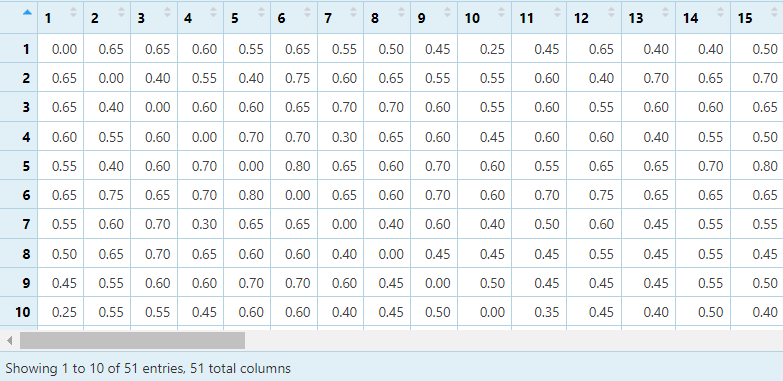 1 2 3 4 5 6 7 8 9 10 11 12 13 14 15
1 0.00 0.65 0.65 0.60 0.55 0.65 0.55 0.50 0.45 0.25 0.45 0.65 0.40 0.40 0.50
2 0.65 0.00 0.40 0.55 0.40 0.75 0.60 0.65 0.55 0.55 0.60 0.40 0.70 0.65 0.70
3 0.65 0.40 0.00 0.60 0.60 0.65 0.70 0.70 0.60 0.55 0.60 0.55 0.60 0.60 0.65
4 0.60 0.55 0.60 0.00 0.70 0.70 0.30 0.65 0.60 0.45 0.60 0.60 0.40 0.55 0.50
5 0.55 0.40 0.60 0.70 0.00 0.80 0.65 0.60 0.70 0.60 0.55 0.65 0.65 0.70 0.80
6 0.65 0.75 0.65 0.70 0.80 0.00 0.65 0.60 0.70 0.60 0.70 0.75 0.65 0.65 0.65
7 0.55 0.60 0.70 0.30 0.65 0.65 0.00 0.40 0.60 0.40 0.50 0.60 0.45 0.55 0.55
8 0.50 0.65 0.70 0.65 0.60 0.60 0.40 0.00 0.45 0.45 0.45 0.55 0.45 0.55 0.45
9 0.45 0.55 0.60 0.60 0.70 0.70 0.60 0.45 0.00 0.50 0.45 0.45 0.45 0.55 0.50
10 0.25 0.55 0.55 0.45 0.60 0.60 0.40 0.45 0.50 0.00 0.35 0.45 0.40 0.50 0.40
Showing 1 to 10 of 51 entries, 51 total columns